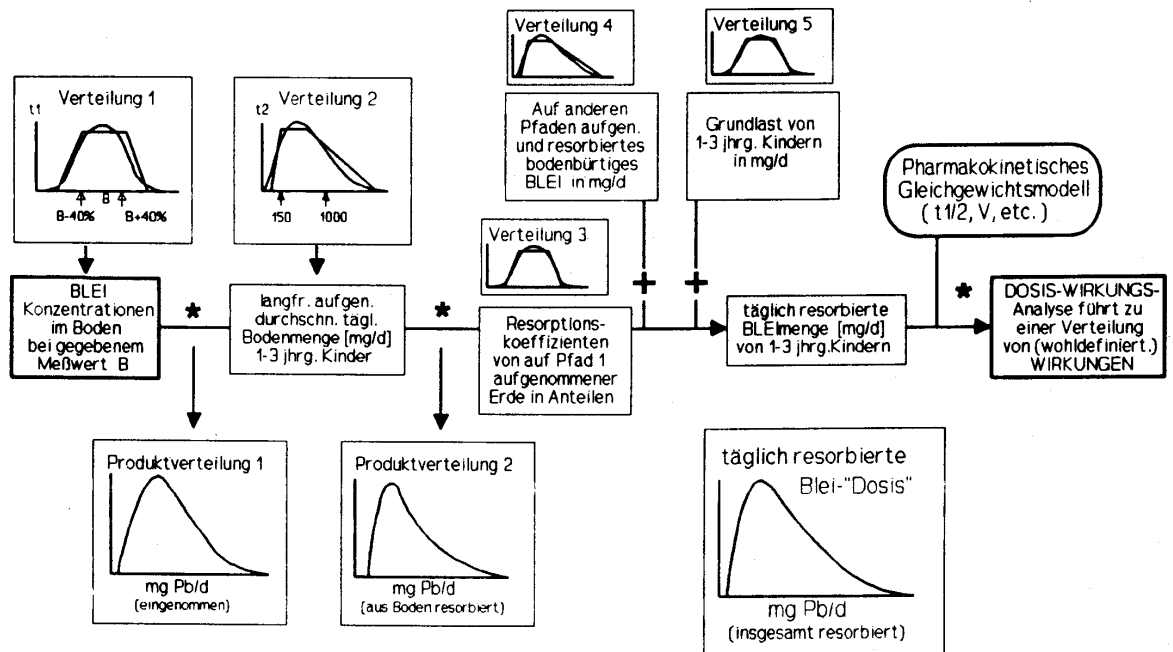 Verteilung 1
t1
B
B-40%
B+40%
Verteilung 2
t2
150
1000
Verteilung 4
Auf anderen
Pfaden aufgen.
und resorbiertes
bodenbürtiges
BLEI in mg/d
Verteilung 5
Grundlast von
1-3 jhrg. Kindern
in mg/d
Pharmakokinetisches
Gleichgewichtsmodell
( t1/2, V, etc. )
Verteilung 3
BLEI
Konzentrationen
im Boden
bei gegebenem
Meßwert B
*
langfr. aufgen.
durchschn. tägl.
Bodenmenge [mg/d]
1-3 jhrg. Kinder
*
Resorptions-
koeffizienten
von auf Pfad 1
aufgenommener
Erde in Anteilen
+
+
täglich resorbierte
BLEImenge [mg/d]
von 1-3 jhrg.Kindern
*
DOSIS-WIRKUNGS-
Analyse führt zu
einer Verteilung
von (wohldefiniert.)
WIRKUNGEN
Produktverteilung 1
mg Pb/d
(eingenommen)
Produktverteilung 2
mg Pb/d
(aus Boden resorbiert)
täglich resorbierte
Blei-"Dosis"
mg Pb/d
(insgesamt resorbiert)